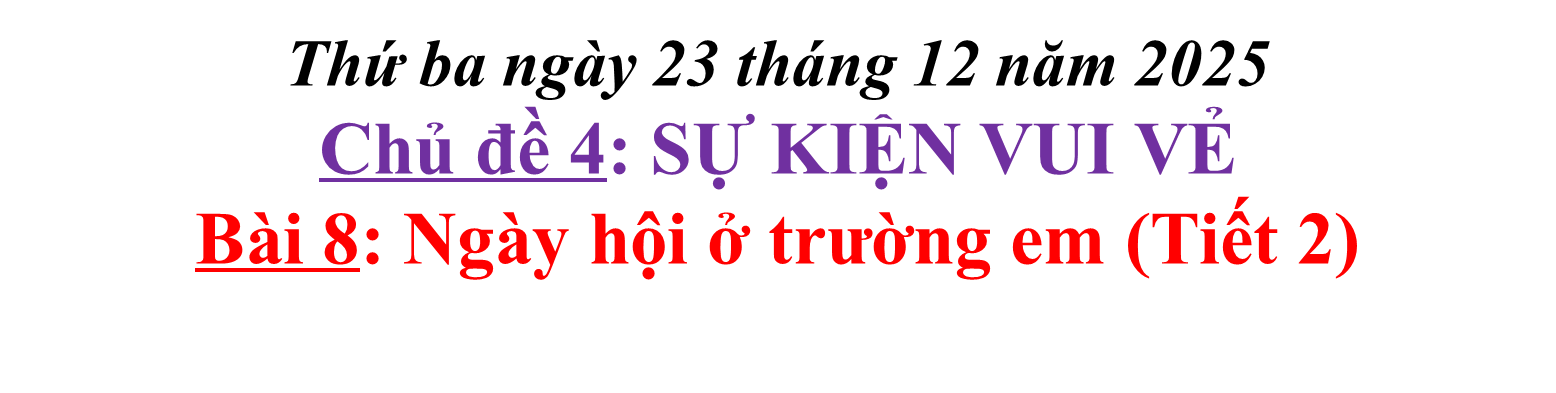 Thứ ba ngày 23 tháng 12 năm 2025
Chủ đề 4: SỰ KIỆN VUI VẺ
Bài 8: Ngày hội ở trường em (Tiết 2)